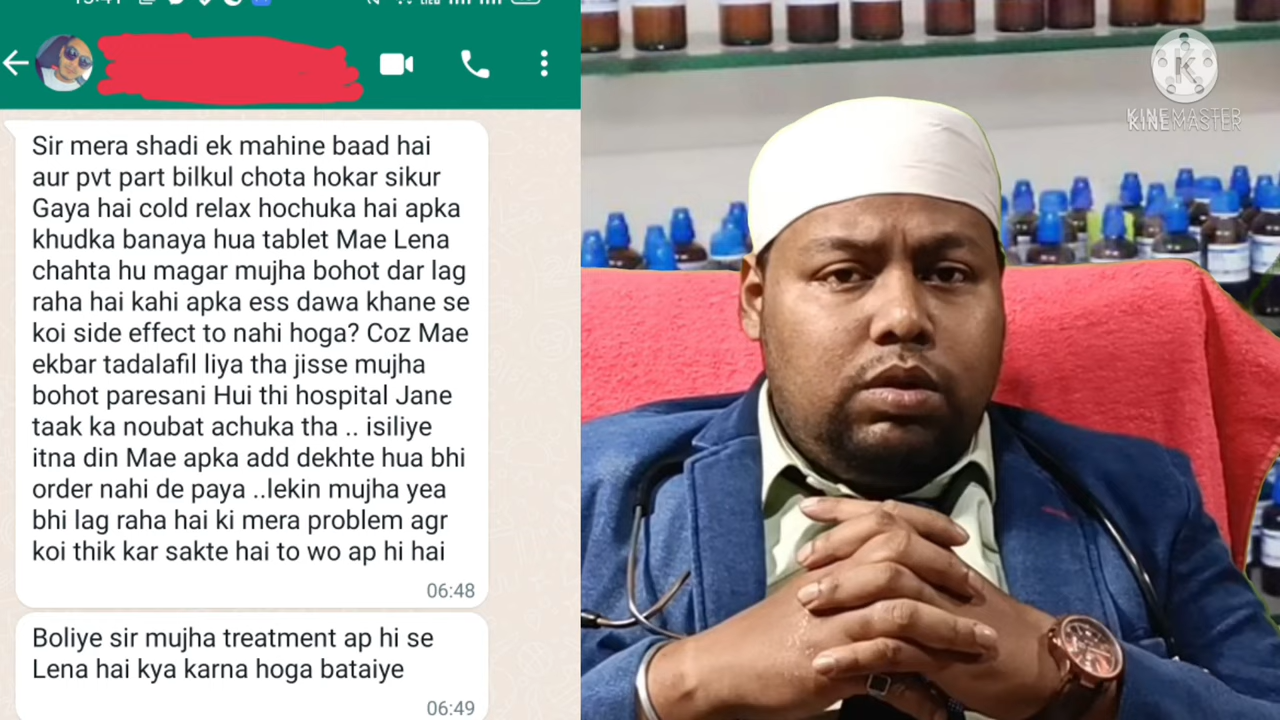 Sir mera shadi ek mahine baad hai
aur pvt part bilkul chota hokar sikur
Gaya hai cold relax hochuka hai apka
khudka banaya hua tablet Mae Lena
chahta hu magar mujha bohot dar lag
raha hai kahi apka ess dawa khane se
koi side effect to nahi hoga? Coz Mae
ekbar tadalafil liya tha jisse mujha
bohot paresani Hui thi hospital Jane
taak ka noubat achuka tha .. isiliye
itna din Mae apka add dekhte hua bhi
order nahi de paya ..lekin mujha yea
bhi lag raha hai ki mera problem agr
koi thik kar sakte hai to wo ap hi hai
06:48
Boliye sir mujha treatment ap hi se
Lena hai kya karna hoga bataiye
06:49
K
KINEMASTER